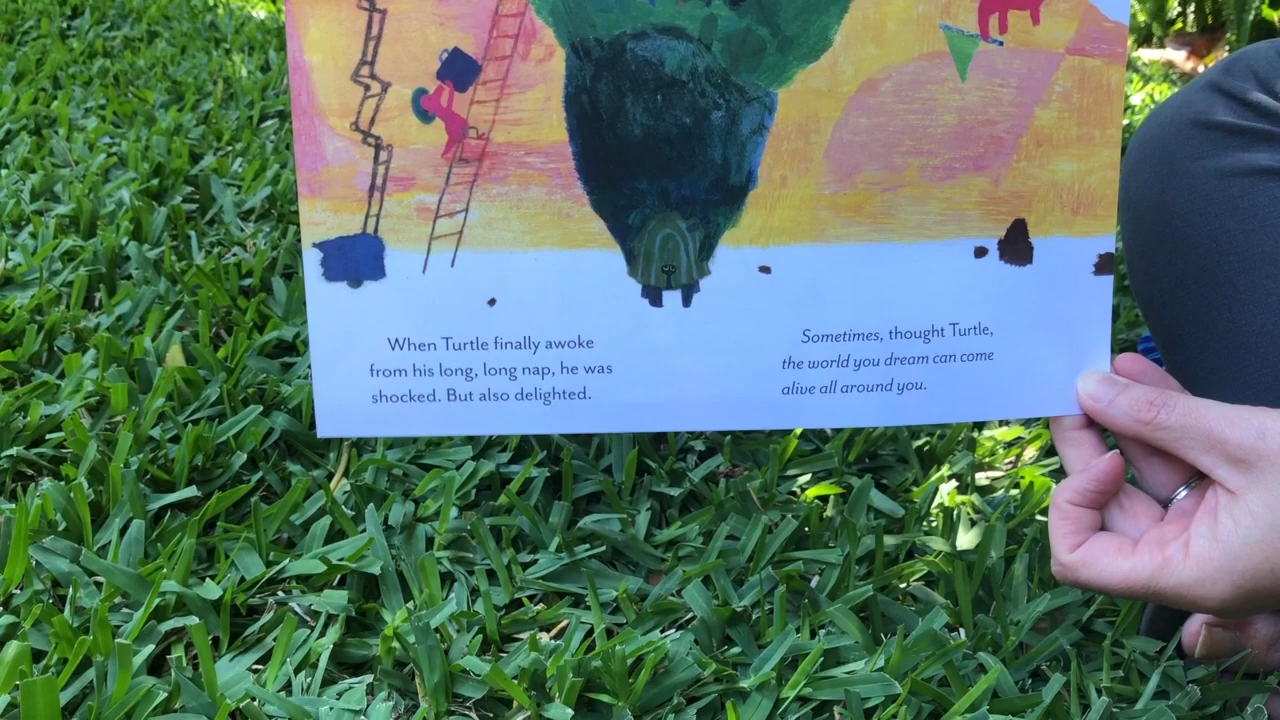 When Turtle finally awoke
from his long, long nap, he was
shocked. But also delighted.
Sometimes, thought Turtle,
the world you dream can come
alive all around you.